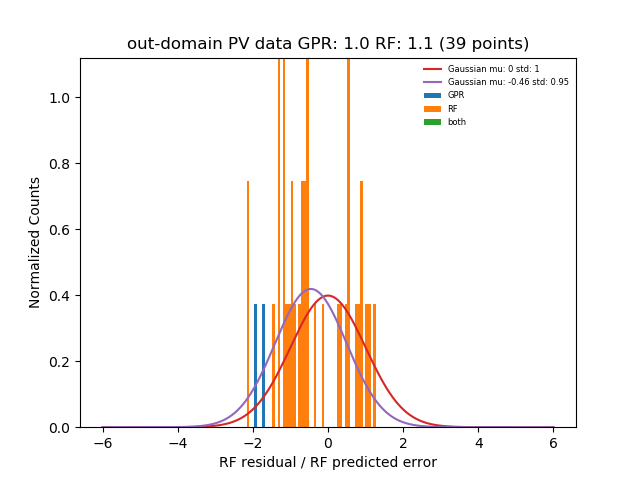 out-domain PV data GPR: 1.0 RF: 1.1 (39 points)
Gaussian mu: 0 std: 1
Gaussian mu: -0.46 std: 0.95
GPR
RF
both
Normalized Counts
1.0
0.8
0.6
0.4
0.2
0.0
−6 −4 −2 0 2 4 6
RF residual / RF predicted error